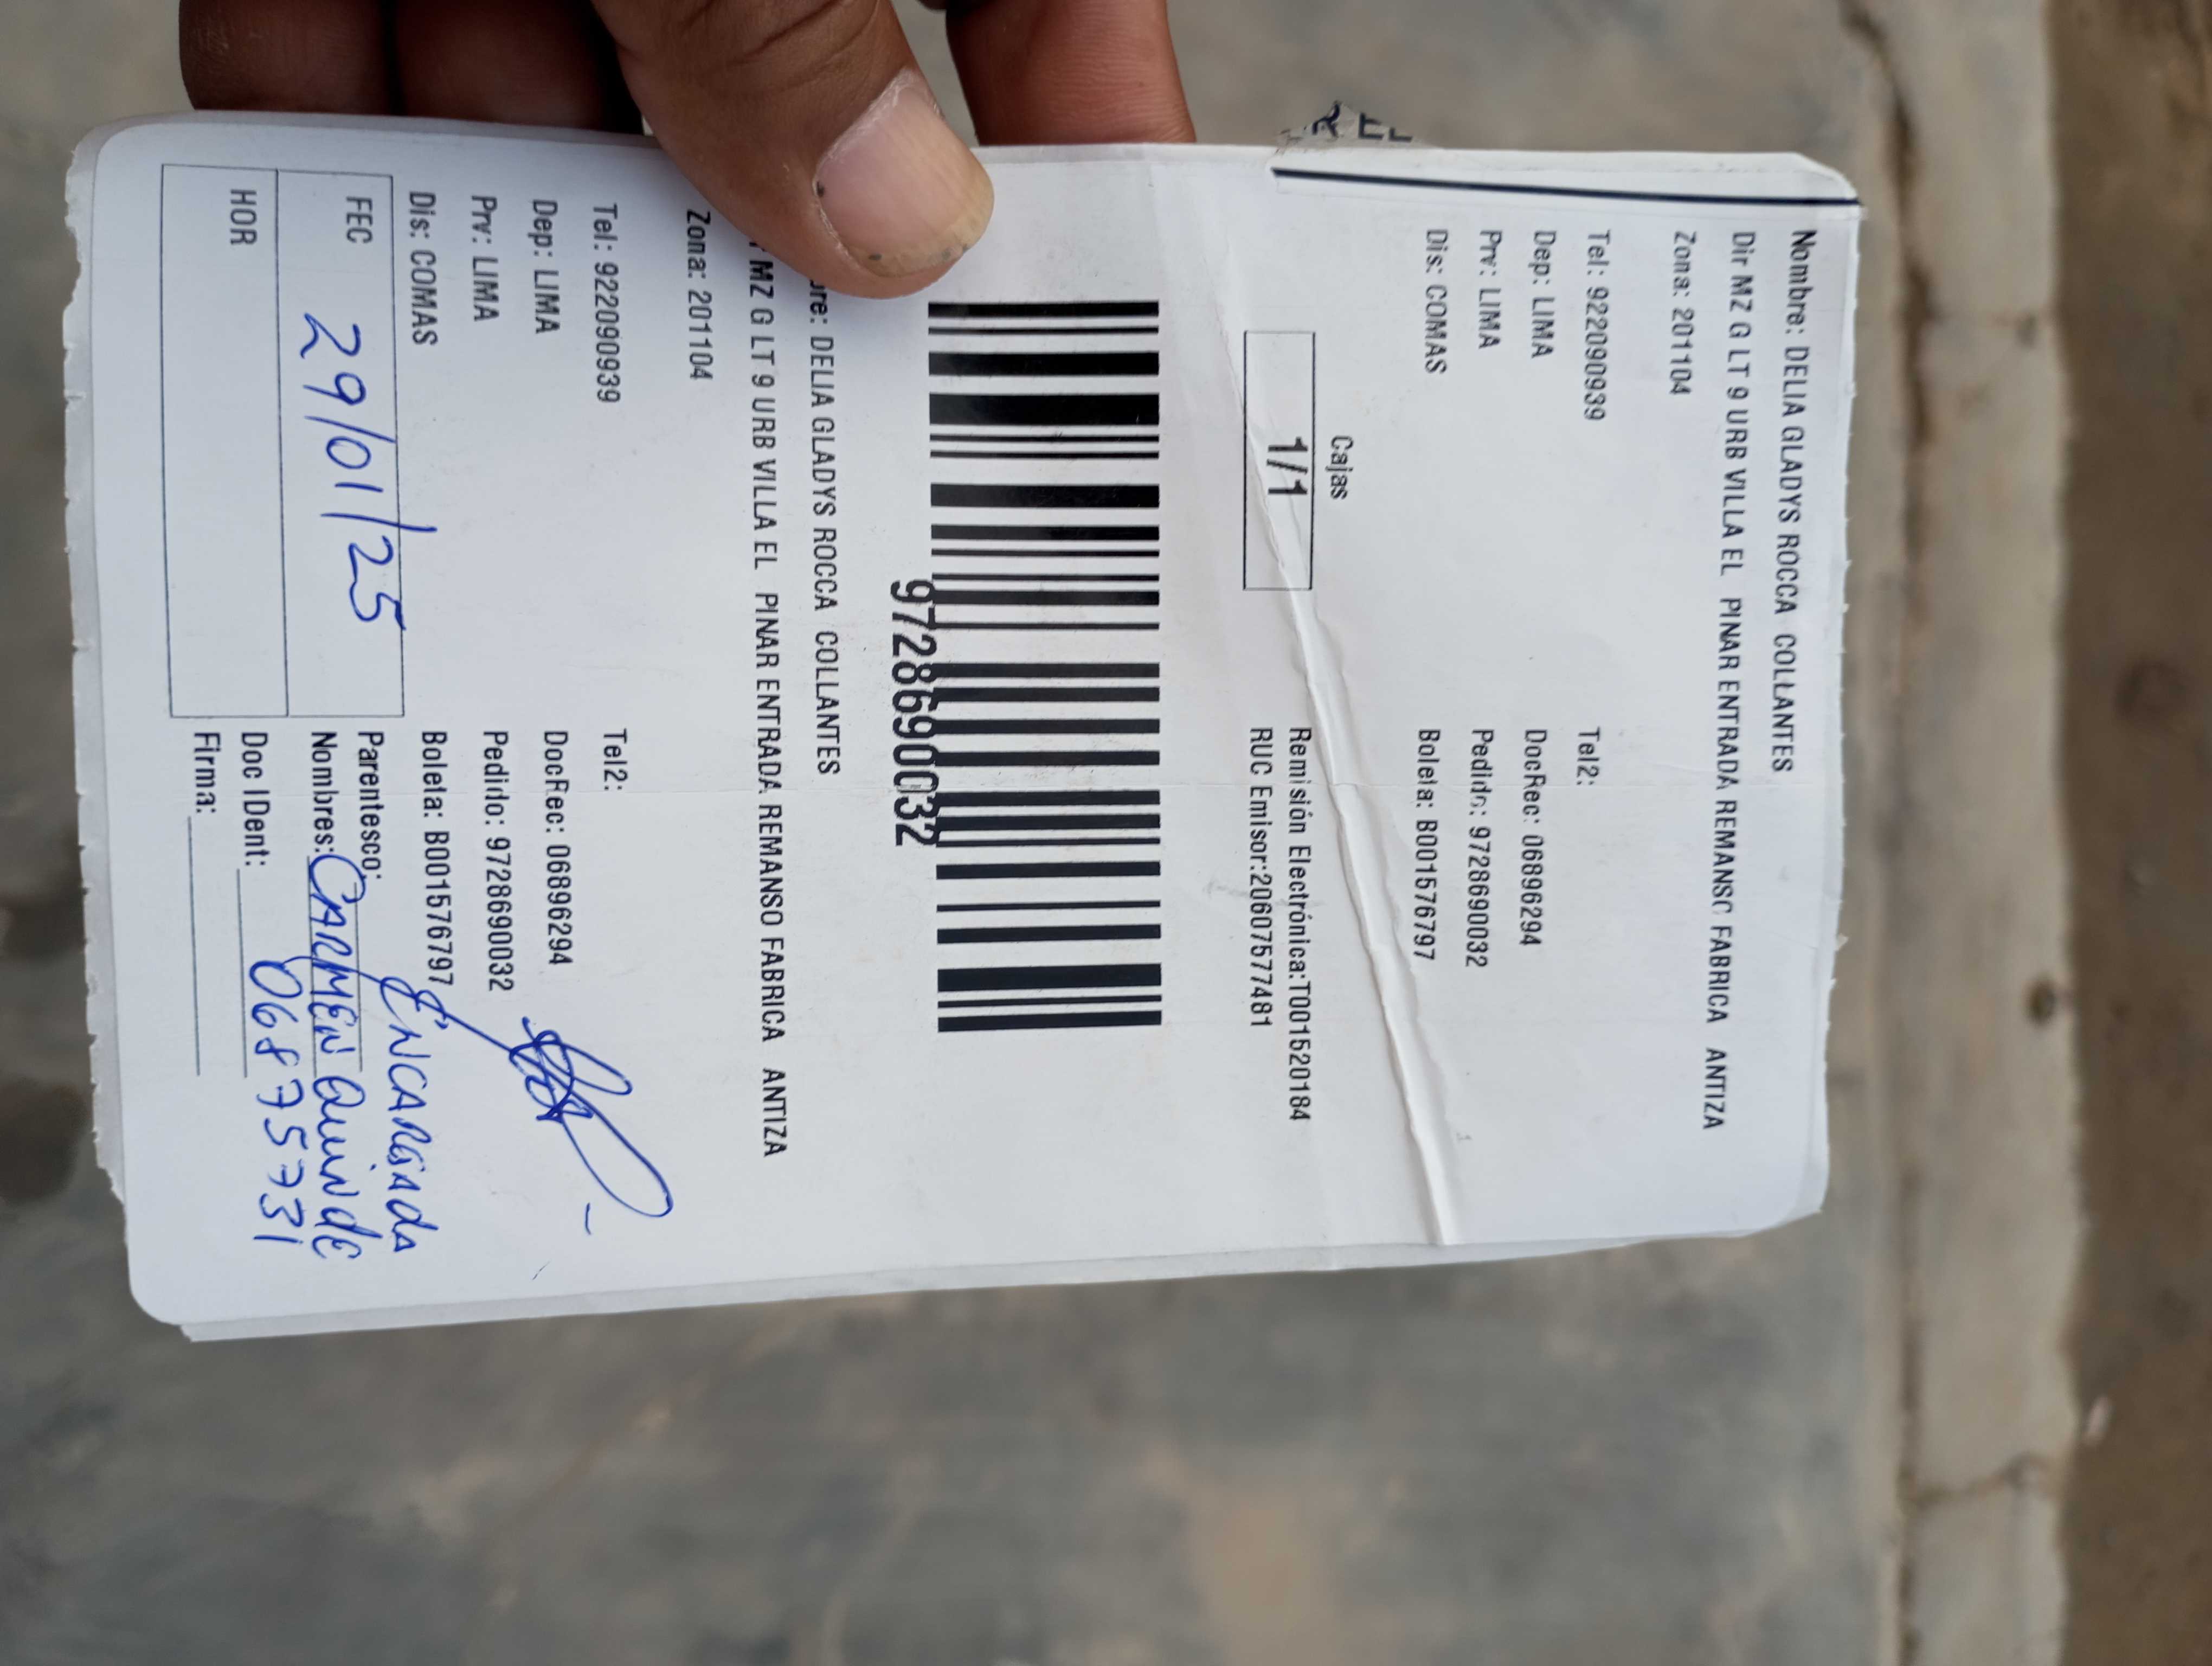 Nombre: DELIA GLADYS ROCCA COLLANTES
Dir MZ G LT 9 URB VILLA EL PINAR ENTRADA REMANSO FABRICA ANTIZA
Zona: 201104
Tel: 922090939 Tel2:
Dep: LIMA DocRec: 06896294
Prv: LIMA Pedido: 9728690032
Dis: COMAS Boleta: B001576797
Cajas
1/1
Remisión Electrónica:T001520184
RUC Emisor:20607577481
9728690032
bre: DELIA GLADYS ROCCA COLLANTES
MZ G LT 9 URB VILLA EL PINAR ENTRADA REMANSO FABRICA ANTIZA
Zona: 201104
Tel: 922090939 Tel2:
Dep: LIMA DocRec: 06896294
Prv: LIMA Pedido: 9728690032
Dis: COMAS Boleta: B001576797
FEC 29/01/25
HOR
Parentesco: ENCARGADA
Nombres: CARMEN QUINDE
Doc IDent: 06875731
Firma: